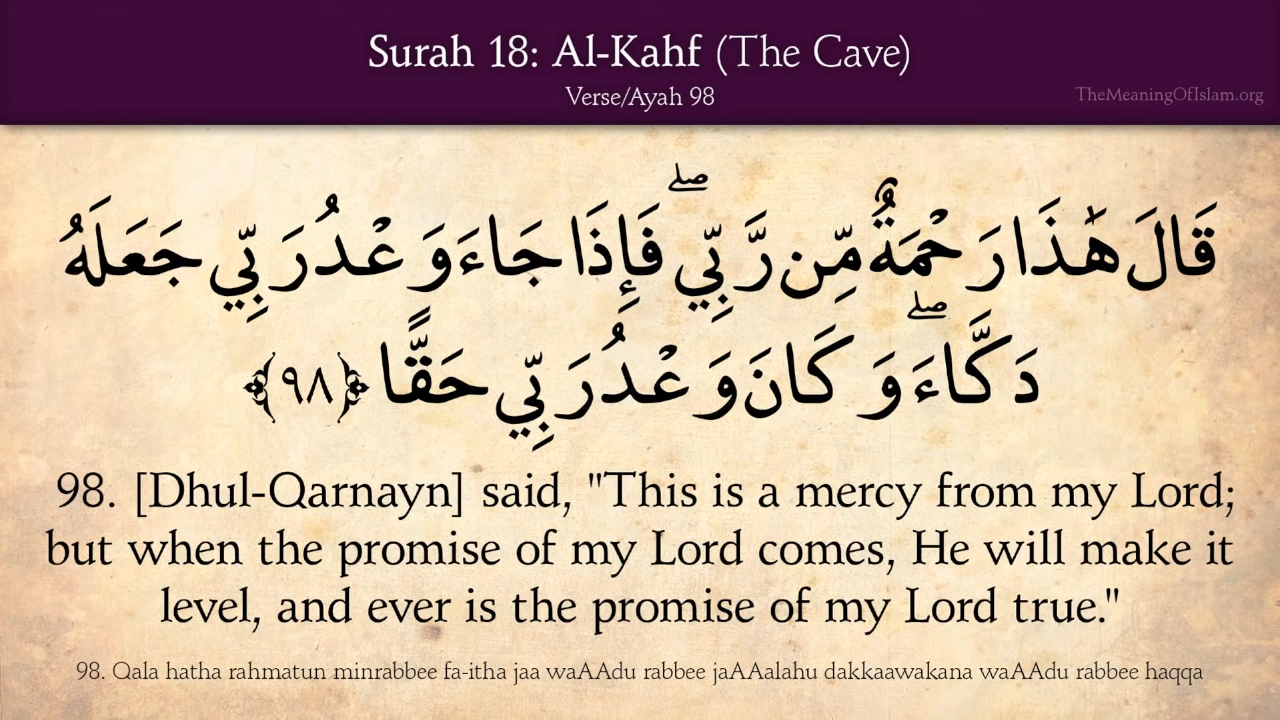 Surah 18: Al-Kahf (The Cave)
Verse/Ayah 98
TheMeaningOfIslam.org
قَالَ هَٰذَا رَحْمَةٌ مِّن رَّبِّي ۖ فَإِذَا جَاءَ وَعْدُ رَبِّي جَعَلَهُ
دَكَّاءَ ۖ وَكَانَ وَعْدُ رَبِّي حَقًّا ﴿٩٨﴾
98. [Dhul-Qarnayn] said, "This is a mercy from my Lord;
but when the promise of my Lord comes, He will make it
level, and ever is the promise of my Lord true."
98. Qala hatha rahmatun minrabbee fa-itha jaa waAAdu rabbee jaAAalahu dakkaawakana waAAdu rabbee haqqa